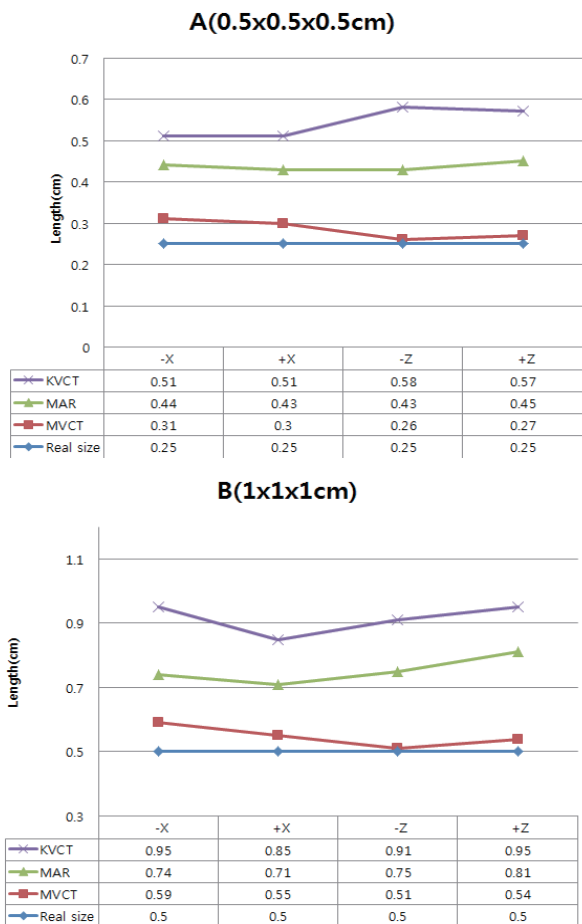 A(0.5x0.5x0.5cm)
0.7
0.6
0.5
0.4
0.3
0.2
0.1
0
Length(cm)
-X +X -Z +Z
KVCT 0.51 0.51 0.58 0.57
MAR 0.44 0.43 0.43 0.45
MVCT 0.31 0.3 0.26 0.27
Real size 0.25 0.25 0.25 0.25
B(1x1x1cm)
1.1
0.9
0.7
0.5
0.3
Length(cm)
-X +X -Z +Z
KVCT 0.95 0.85 0.91 0.95
MAR 0.74 0.71 0.75 0.81
MVCT 0.59 0.55 0.51 0.54
Real size 0.5 0.5 0.5 0.5